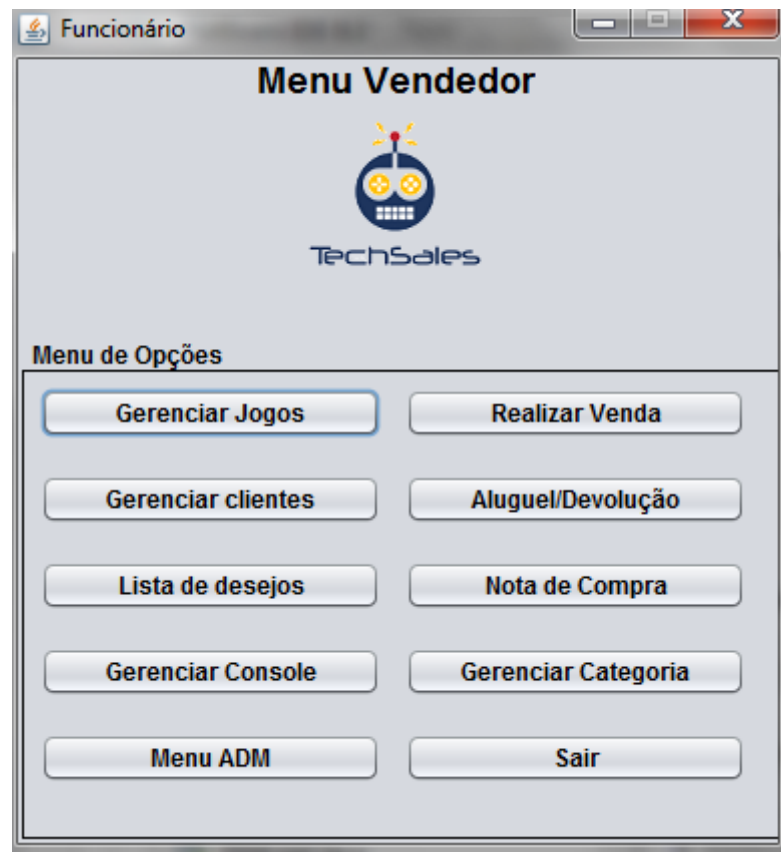 Funcionário
Menu Vendedor
TechSales
Menu de Opções
Gerenciar Jogos
Realizar Venda
Gerenciar clientes
Aluguel/Devolução
Lista de desejos
Nota de Compra
Gerenciar Console
Gerenciar Categoria
Menu ADM
Sair